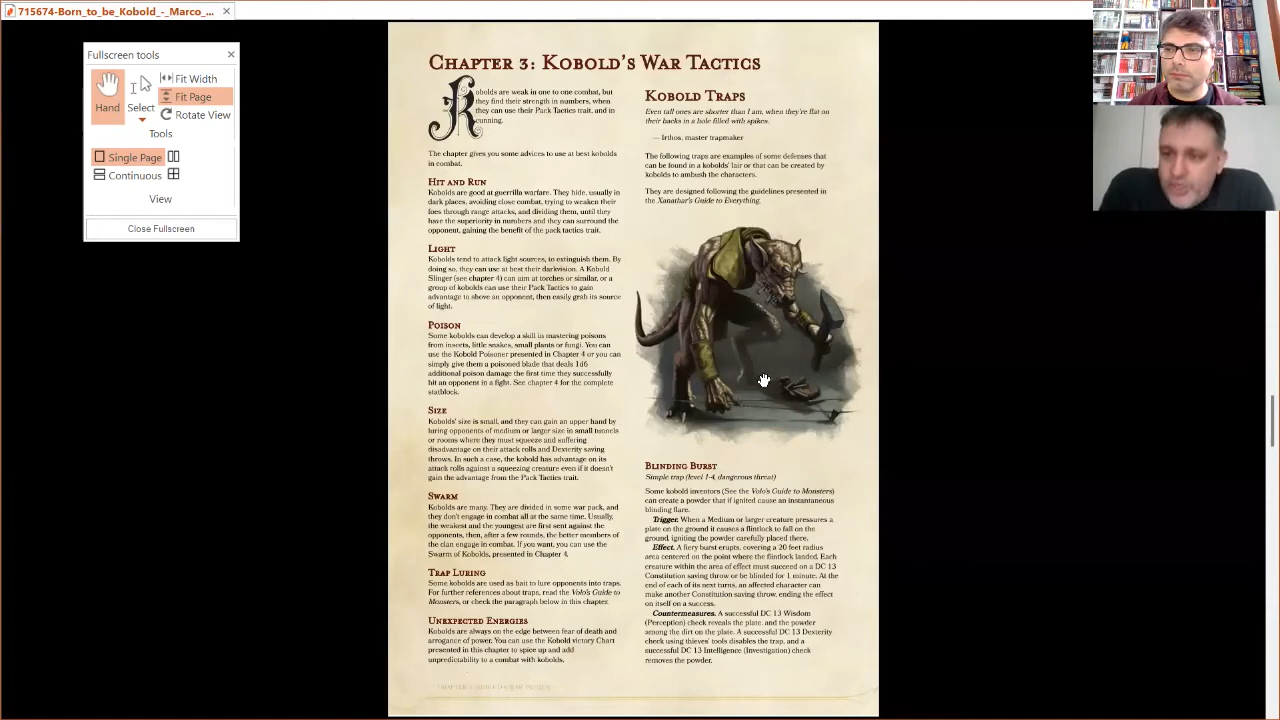 715674-Born_to_be_Kobold_-_Marco_...
Fullscreen tools
Hand
Select
Fit Width
Fit Page
Rotate View
Tools
Single Page
Continuous
View
Close Fullscreen
Chapter 3: Kobold's War Tactics
Kobolds are weak in one to one combat, but
they find their strength in numbers, when
they can use their Pack Tactics trait, and in
cunning.
The chapter gives you some advices to use at best kobolds
in combat.
Hit and Run
Kobolds are good at guerrilla warfare. They hide, usually in
dark places, avoiding close combat, trying to weaken their
foes through range attacks, and dividing them, until they
have the superiority in numbers and they can surround the
opponent, gaining the benefit of the pack tactics trait.
Light
Kobolds tend to attack light sources, to extinguish them. By
doing so, they can use at best their darkvision. A Kobold
Slinger (see chapter 4) can aim at torches or similar, or a
group of kobolds can use their Pack Tactics to gain
advantage to shove an opponent, then easily grab its source
of light.
Poison
Some kobolds can develop a skill in mastering poisons
from insects, little snakes, small plants or fungi. You can
use the Kobold Poisoner presented in Chapter 4 or you can
simply give them a poisoned blade that deals 1d6
additional poison damage the first time they successfully
hit an opponent in a fight. See chapter 4 for the complete
statblock.
Size
Kobolds' size is small, and they can gain an upper hand by
luring opponents of medium or larger size in small tunnels
or rooms where they must squeeze and suffering
disadvantage on their attack rolls and Dexterity saving
throws. In such a case, the kobold has advantage on its
attack rolls against a squeezing creature even if it doesn't
gain the advantage from the Pack Tactics trait.
Swarm
Kobolds are many. They are divided in some war pack, and
they don't engage in combat all at the same time. Usually,
the weakest and the youngest are first sent against the
opponents, then, after a few rounds, the better members of
the clan engage in combat. If you want, you can use the
Swarm of Kobolds, presented in Chapter 4.
Trap Luring
Some kobolds are used as bait to lure opponents into traps.
For further references about traps, read the Volo's Guide to
Monsters, or check the paragraph below in this chapter.
Unexpected Energies
Kobolds are always on the edge between fear of death and
arrogance of power. You can use the Kobold victory Chart
presented in this chapter to spice up and add
unpredictability to a combat with kobolds.
Kobold Traps
Even tall ones are shorter than I am, when they're flat on
their backs in a hole filled with spikes.
— Irthos, master trapmaker
The following traps are examples of some defenses that
can be found in a kobolds' lair or that can be created by
kobolds to ambush the characters.
They are designed following the guidelines presented in
the Xanathar's Guide to Everything.
Blinding Burst
Simple trap (level 1-4, dangerous threat)
Some kobold inventors (See the Volo's Guide to Monsters)
can create a powder that if ignited cause an instantaneous
blinding flare.
Trigger. When a Medium or larger creature pressures a
plate on the ground it causes a flintlock to fall on the
ground, igniting the powder carefully placed there.
Effect. A fiery burst erupts, covering a 20 feet radius
area centered on the point where the flintlock landed. Each
creature within the area of effect must succeed on a DC 13
Constitution saving throw or be blinded for 1 minute. At the
end of each of its next turns, an affected character can
make another Constitution saving throw, ending the effect
on itself on a success.
Countermeasures. A successful DC 13 Wisdom
(Perception) check reveals the plate, and the powder
among the dirt on the plate. A successful DC 13 Dexterity
check using thieves' tools disables the trap, and a
successful DC 13 Intelligence (Investigation) check
removes the powder.